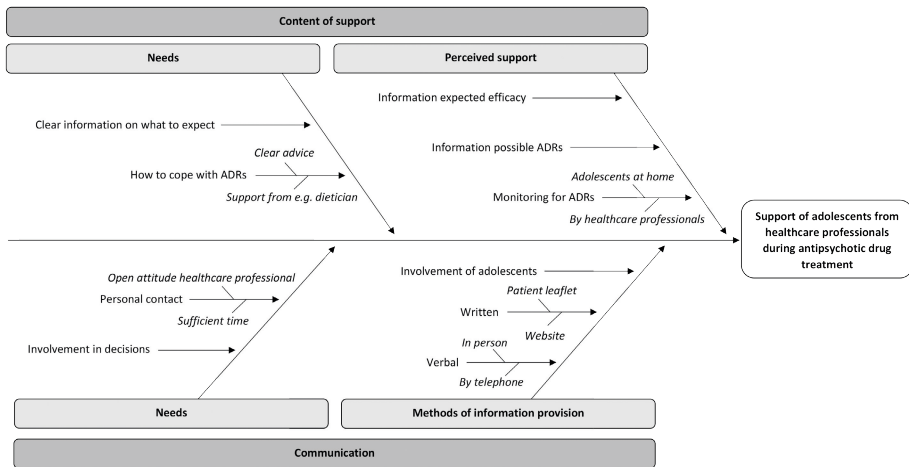 Content of support
Needs
Perceived support
Information expected efficacy
Clear information on what to expect
Clear advice
Information possible ADRs
How to cope with ADRs
Adolescents at home
Support from e.g. dietician
Monitoring for ADRs
By healthcare professionals
Support of adolescents from
healthcare professionals
during antipsychotic drug
treatment
Open attitude healthcare professional
Involvement of adolescents
Personal contact
Patient leaflet
Sufficient time
Written
Website
In person
Involvement in decisions
Verbal
By telephone
Needs
Methods of information provision
Communication